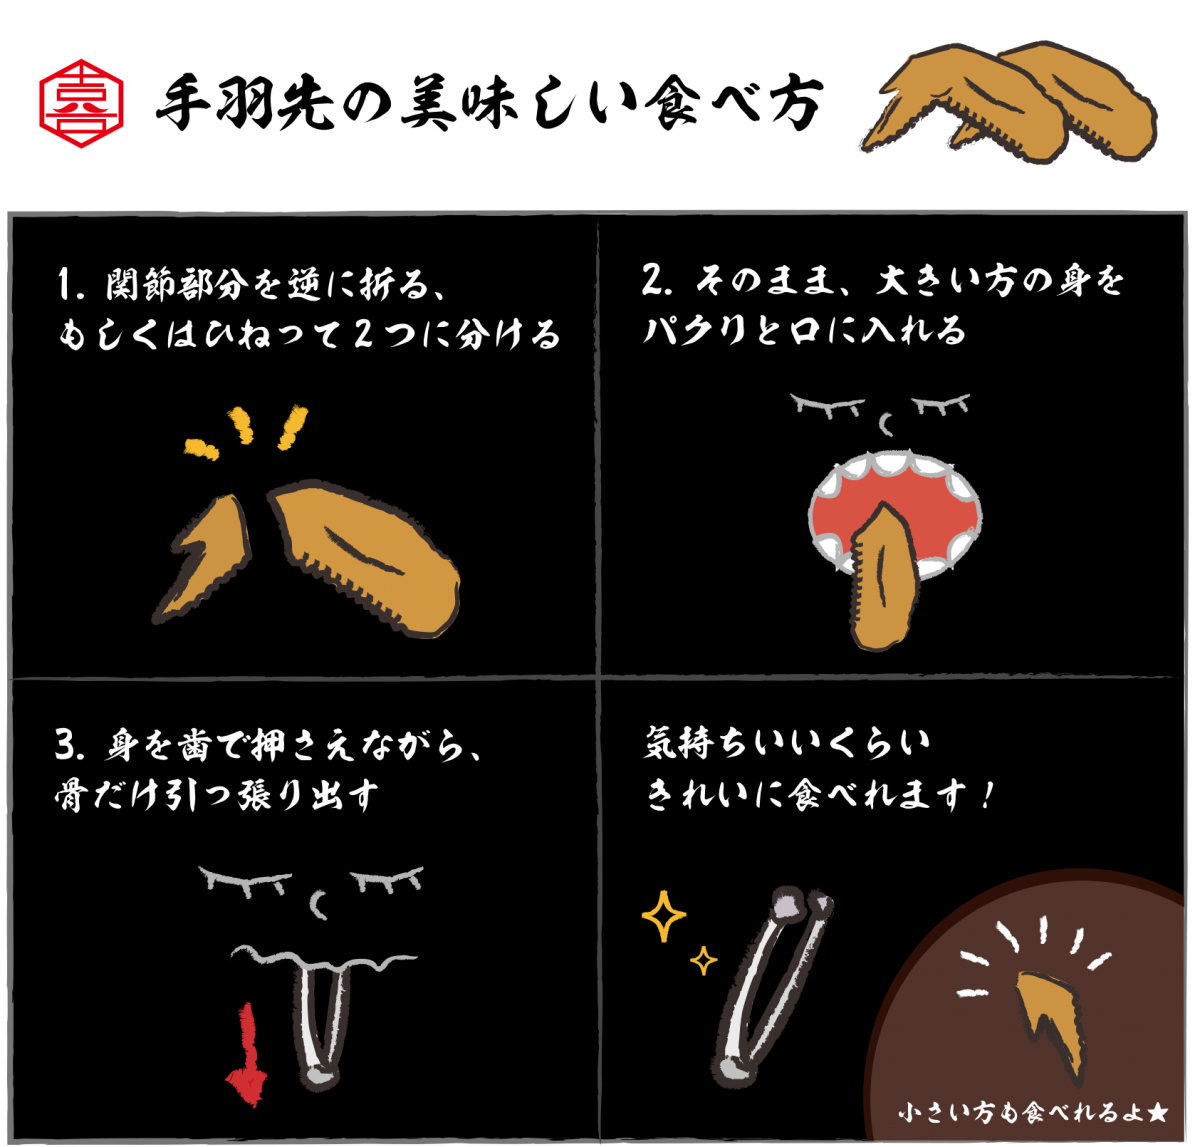 手羽先の美味しい食べ方
1. 関節部分を逆に折る、
もしくはひねって2つに分ける
2. そのまま、大きい方の身を
パクリと口に入れる
3. 身を歯で押さえながら、
骨だけ引っ張り出す
気持ちいいくらい
きれいに食べれます！
小さい方も食べれるよ★